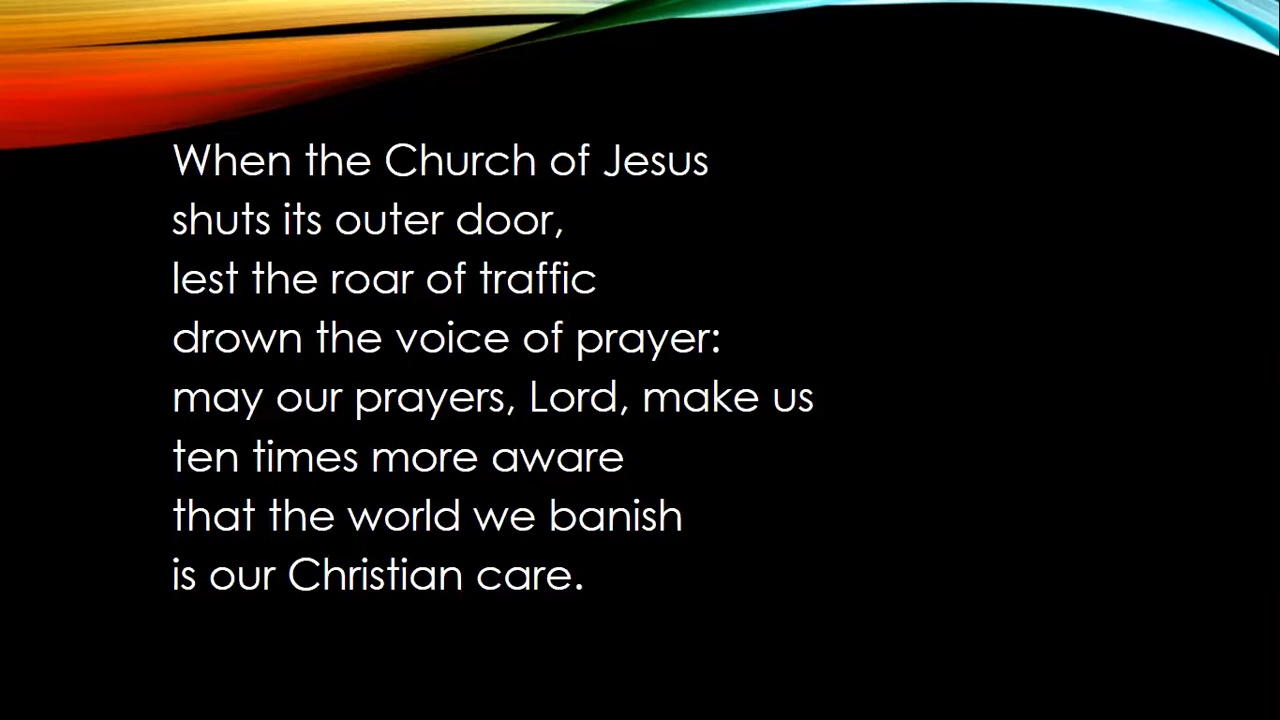 When the Church of Jesus
shuts its outer door,
lest the roar of traffic
drown the voice of prayer:
may our prayers, Lord, make us
ten times more aware
that the world we banish
is our Christian care.